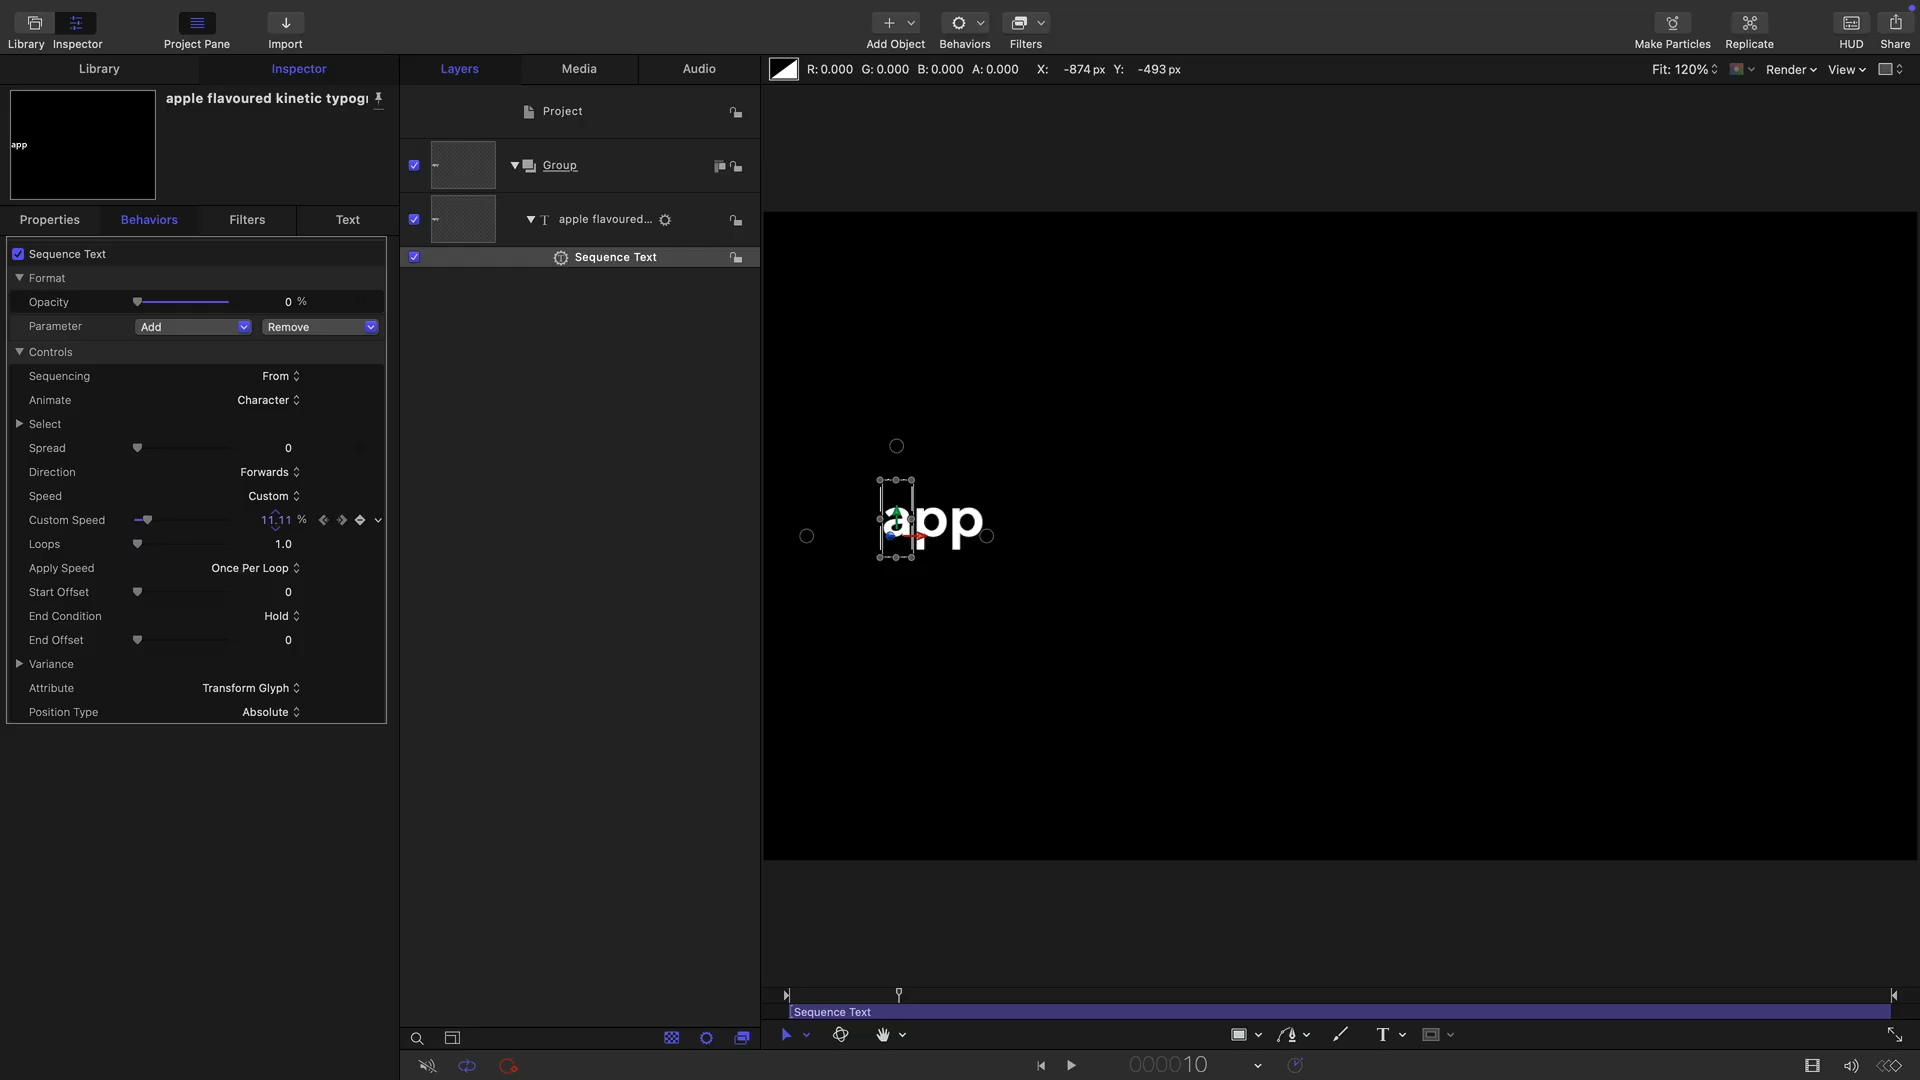 Library
Inspector
Project Pane
Import
Add Object
Behaviors
Filters
Make Particles
Replicate
HUD
Share
Library
Inspector
Layers
Media
Audio
R: 0.000 G: 0.000 B: 0.000 A: 0.000 X: -874 px Y: -493 px
Fit: 120%
Render
View
apple flavoured kinetic typogr
app
Project
Group
apple flavoured...
Sequence Text
Properties
Behaviors
Filters
Text
Sequence Text
Format
Opacity 0 %
Parameter Add Remove
Controls
Sequencing From
Animate Character
Select
Spread 0
Direction Forwards
Speed Custom
Custom Speed 11.11 %
Loops 1.0
Apply Speed Once Per Loop
Start Offset 0
End Condition Hold
End Offset 0
Variance
Attribute Transform Glyph
Position Type Absolute
app
Sequence Text
T
000010